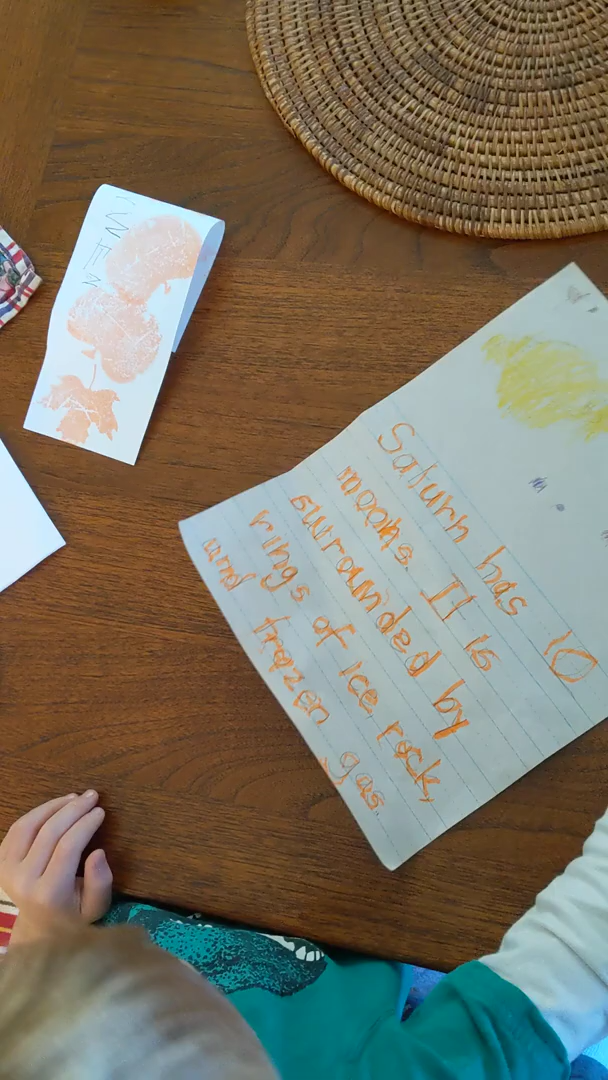 Saturn has 10
moons. It is
surrounded by
rings of ice rock,
and frozen gas.